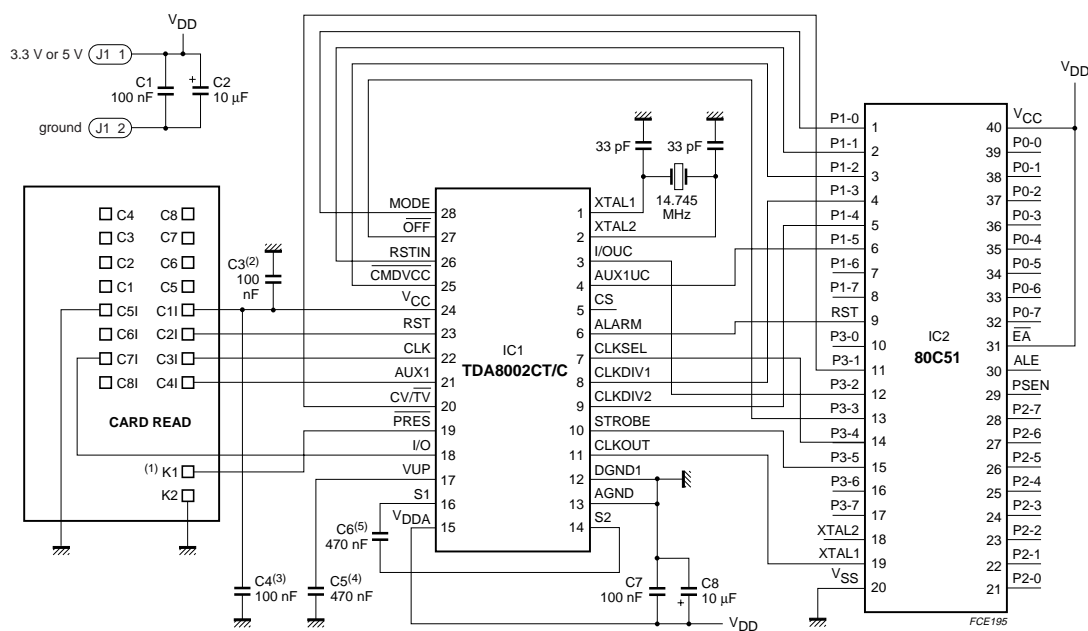 VDD
3.3 V or 5 V
J1 1
C1
100 nF
+
C2
10 µF
ground
J1 2
C4 C8
C3 C7
C2 C6
C1 C5
C5I C1I
C6I C2I
C7I C3I
C8I C4I
CARD READ
(1) K1
K2
C3(2)
100
nF
C4(3)
100 nF
C5(4)
470 nF
C6(5)
470 nF
MODE 28
OFF 27
RSTIN 26
CMDVCC 25
VCC 24
RST 23
CLK 22
AUX1 21
CV/TV 20
PRES 19
I/O 18
VUP 17
S1 16
VDDA 15
IC1
TDA8002CT/C
1 XTAL1
2 XTAL2
3 I/OUC
4 AUX1UC
5 CS
6 ALARM
7 CLKSEL
8 CLKDIV1
9 CLKDIV2
10 STROBE
11 CLKOUT
12 DGND1
13 AGND
14 S2
33 pF 33 pF
14.745
MHz
C7
100 nF
+
C8
10 µF
VDD
P1-0 1
P1-1 2
P1-2 3
P1-3 4
P1-4 5
P1-5 6
P1-6 7
P1-7 8
RST 9
P3-0 10
P3-1 11
P3-2 12
P3-3 13
P3-4 14
P3-5 15
P3-6 16
P3-7 17
XTAL2 18
XTAL1 19
VSS 20
IC2
80C51
VDD
40 VCC
39 P0-0
38 P0-1
37 P0-2
36 P0-3
35 P0-4
34 P0-5
33 P0-6
32 P0-7
31 EA
30 ALE
29 PSEN
28 P2-7
27 P2-6
26 P2-5
25 P2-4
24 P2-3
23 P2-2
22 P2-1
21 P2-0
FCE195